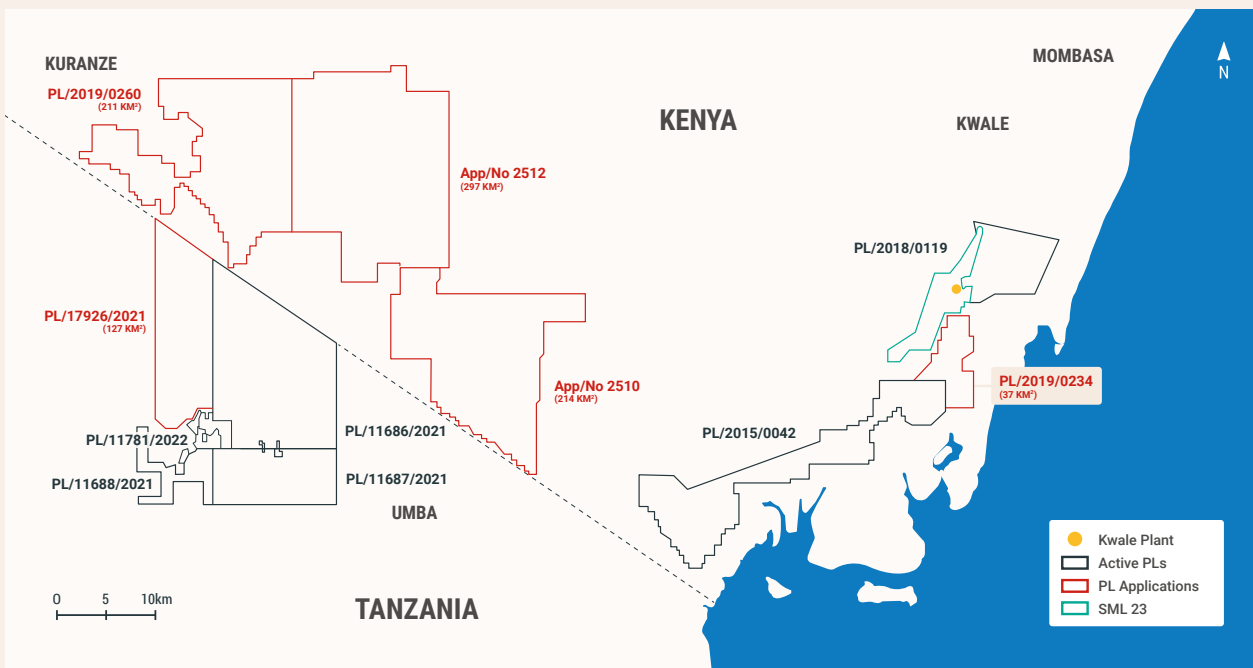 MOMBASA
N
KURANZE
PL/2019/0260
(211 KM²)
KENYA
KWALE
App/No 2512
(297 KM²)
PL/2018/0119
PL/17926/2021
(127 KM²)
App/No 2510
(214 KM²)
PL/2019/0234
(37 KM²)
PL/11781/2022
PL/11686/2021
PL/2015/0042
PL/11688/2021
PL/11687/2021
UMBA
Kwale Plant
Active PLs
PL Applications
SML 23
0 5 10km
TANZANIA